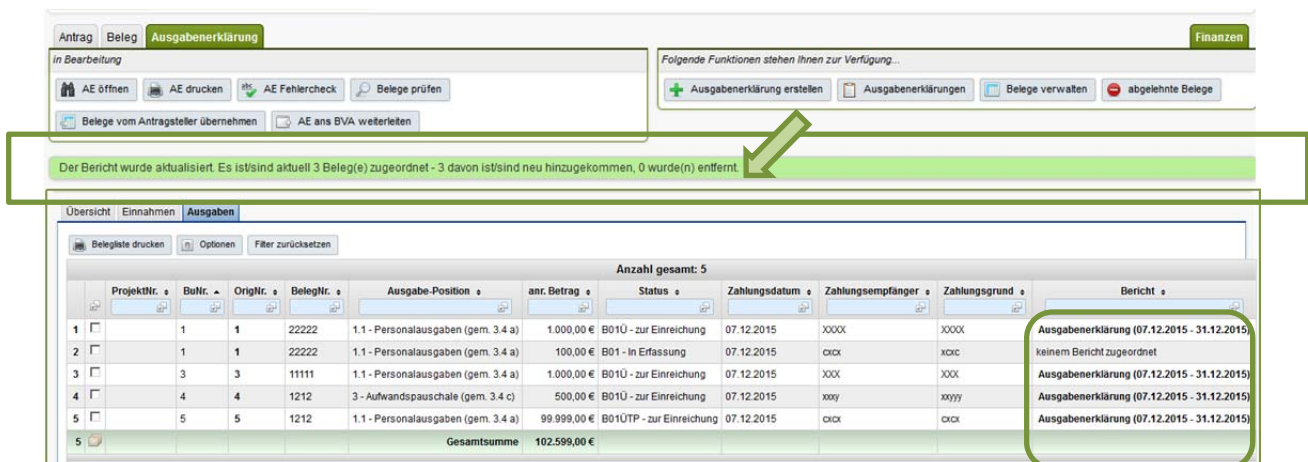 Antrag Beleg Ausgabenerklärung Finanzen
in Bearbeitung Folgende Funktionen stehen Ihnen zur Verfügung...
AE öffnen AE drucken abc AE Fehlercheck Belege prüfen Ausgabenerklärung erstellen Ausgabenerklärungen Belege verwalten abgelehnte Belege
Belege vom Antragsteller übernehmen AE ans BVA weiterleiten
Der Bericht wurde aktualisiert. Es ist/sind aktuell 3 Beleg(e) zugeordnet - 3 davon ist/sind neu hinzugekommen, 0 wurde(n) entfernt.
Übersicht Einnahmen Ausgaben
Belegliste drucken Optionen Filter zurücksetzen
Anzahl gesamt: 5
ProjektNr. BuNr. OrigNr. BelegNr. Ausgabe-Position anr. Betrag Status Zahlungsdatum Zahlungsempfänger Zahlungsgrund Bericht
1 1 1 22222 1.1 - Personalausgaben (gem. 3.4 a) 1.000,00 € B01Ü - zur Einreichung 07.12.2015 XXXX XXXX Ausgabenerklärung (07.12.2015 - 31.12.2015)
2 1 1 22222 1.1 - Personalausgaben (gem. 3.4 a) 100,00 € B01 - In Erfassung 07.12.2015 cxcx xcxc keinem Bericht zugeordnet
3 3 3 11111 1.1 - Personalausgaben (gem. 3.4 a) 1.000,00 € B01Ü - zur Einreichung 07.12.2015 XXX XXX Ausgabenerklärung (07.12.2015 - 31.12.2015)
4 4 4 1212 3 - Aufwandspauschale (gem. 3.4 c) 500,00 € B01Ü - zur Einreichung 07.12.2015 xxxy xxyyy Ausgabenerklärung (07.12.2015 - 31.12.2015)
5 5 5 1212 1.1 - Personalausgaben (gem. 3.4 a) 99.999,00 € B01ÜTP - zur Einreichung 07.12.2015 cxcx cxcx Ausgabenerklärung (07.12.2015 - 31.12.2015)
5 Gesamtsumme 102.599,00 €